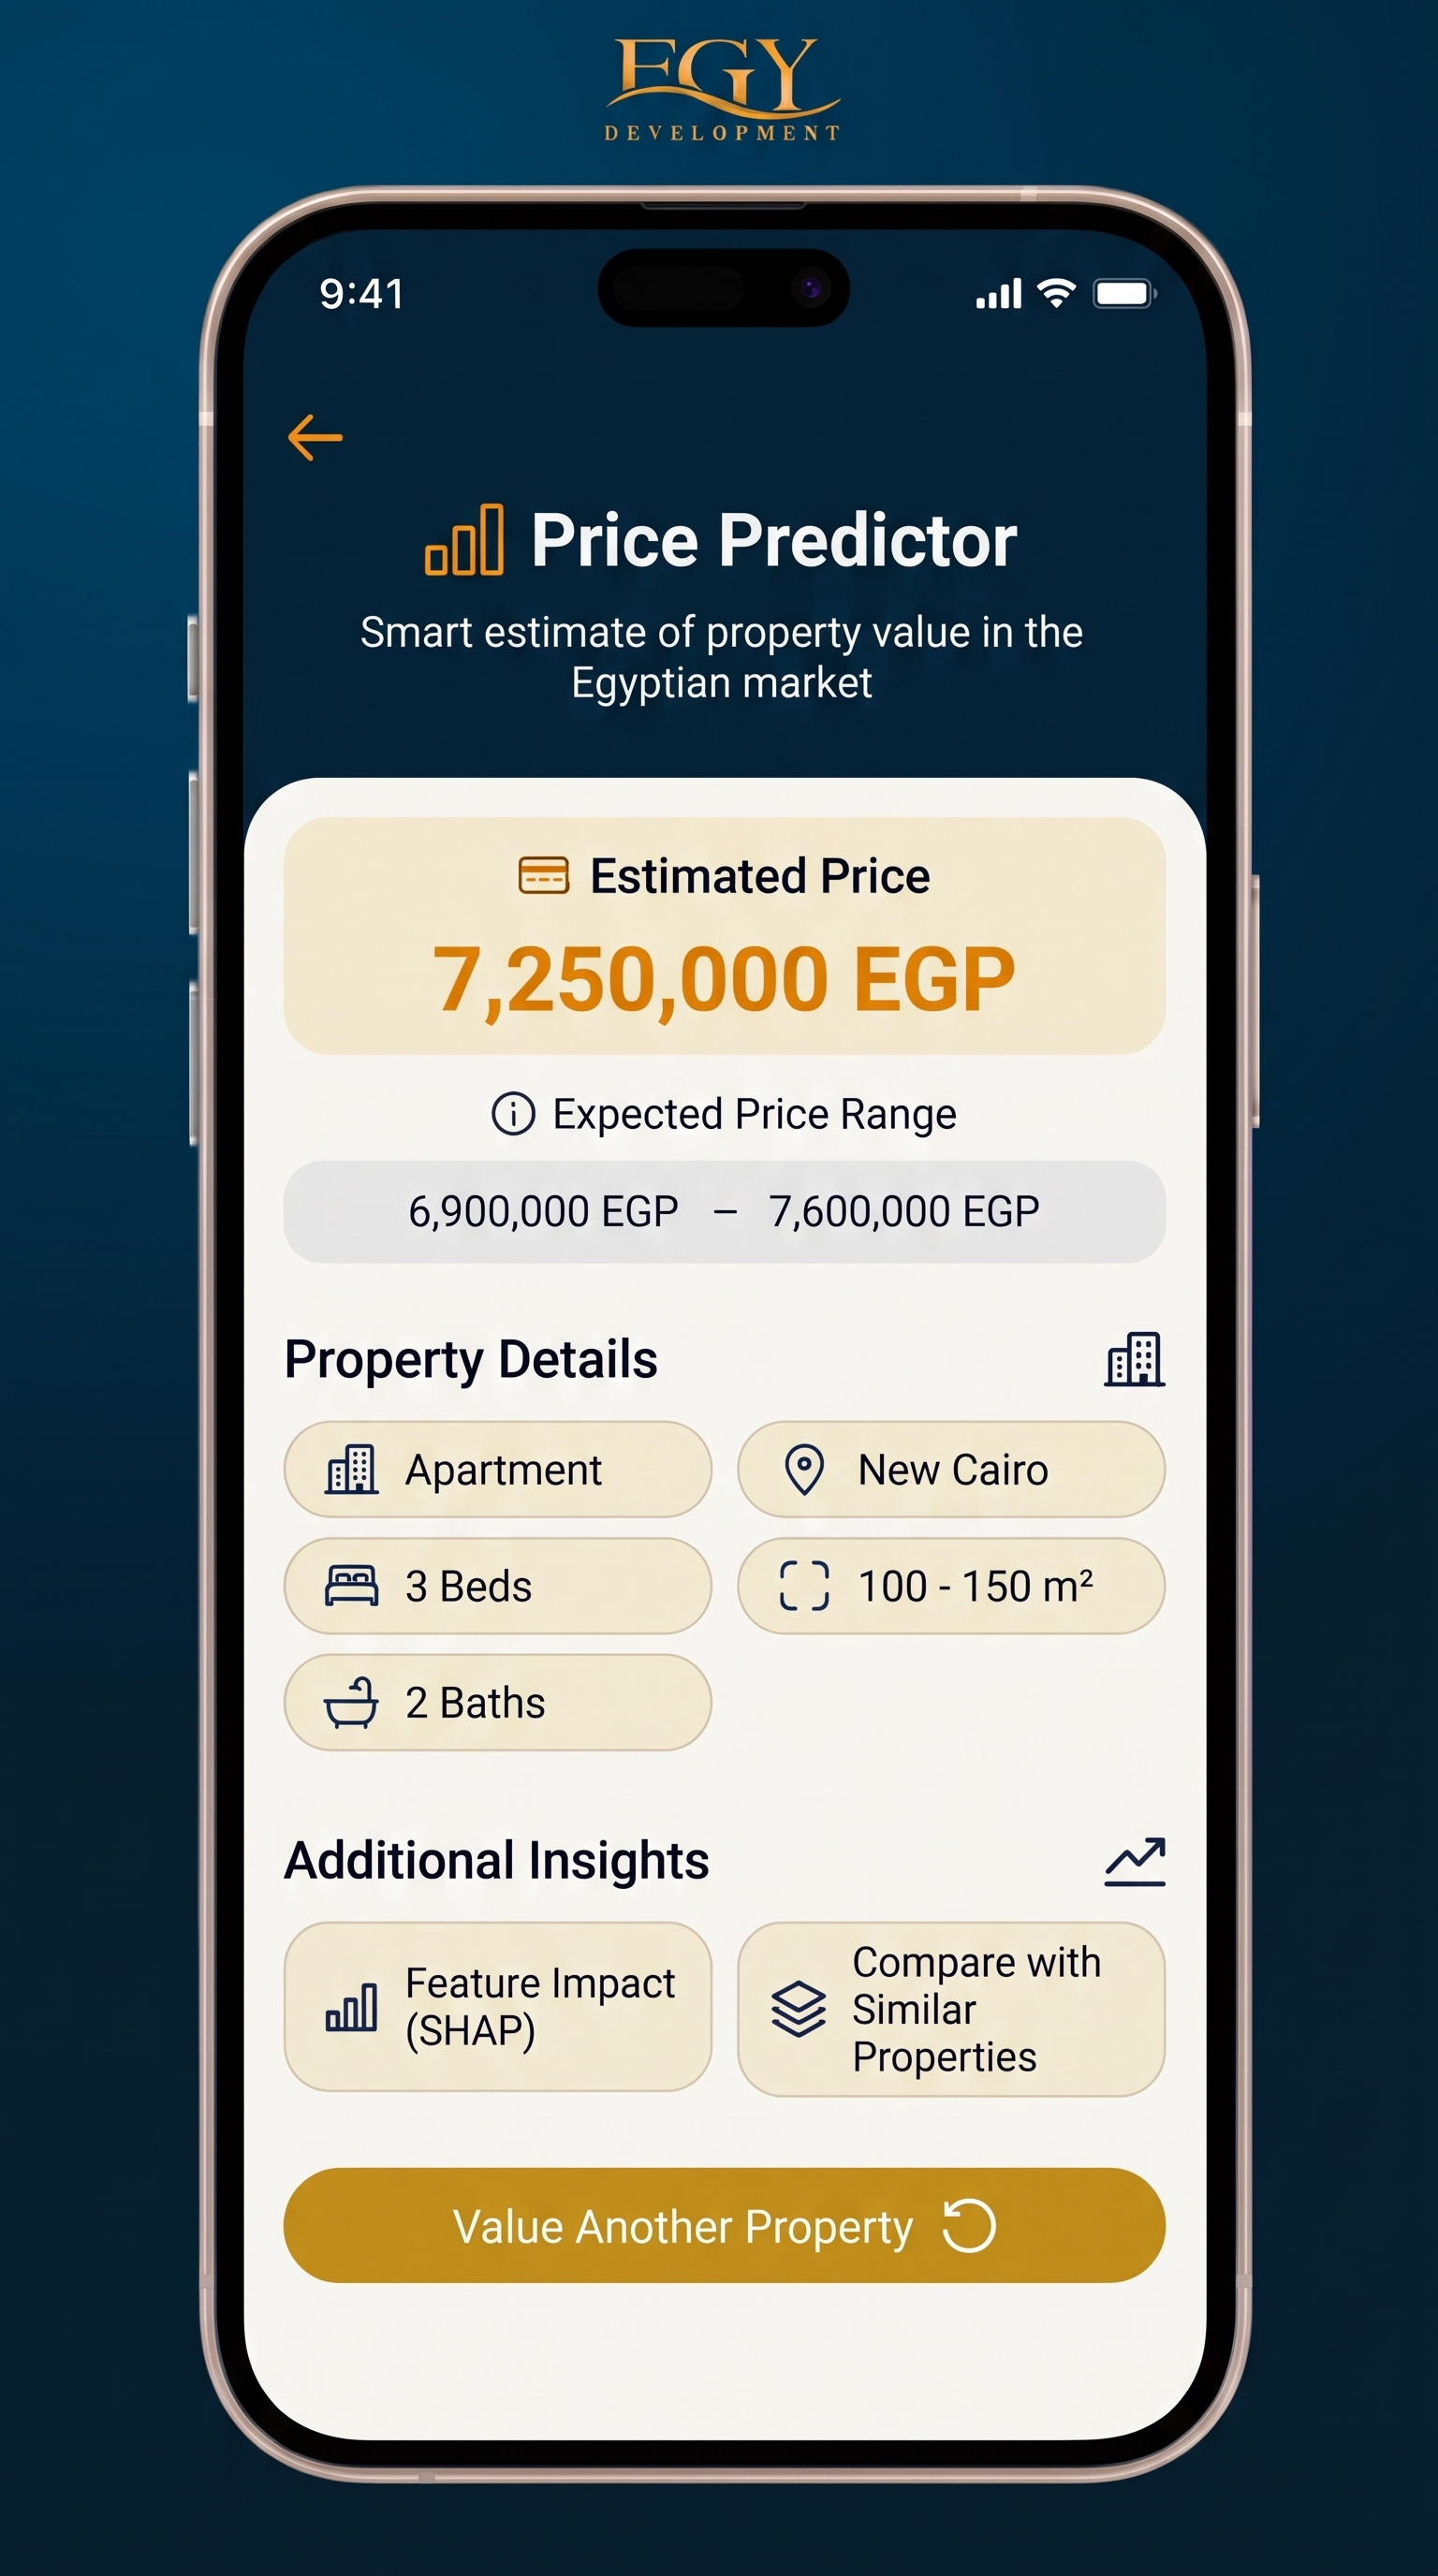 EGY
DEVELOPMENT
9:41
Price Predictor
Smart estimate of property value in the
Egyptian market
Estimated Price
7,250,000 EGP
Expected Price Range
6,900,000 EGP – 7,600,000 EGP
Property Details
Apartment
New Cairo
3 Beds
100 - 150 m²
2 Baths
Additional Insights
Feature Impact
(SHAP)
Compare with
Similar
Properties
Value Another Property